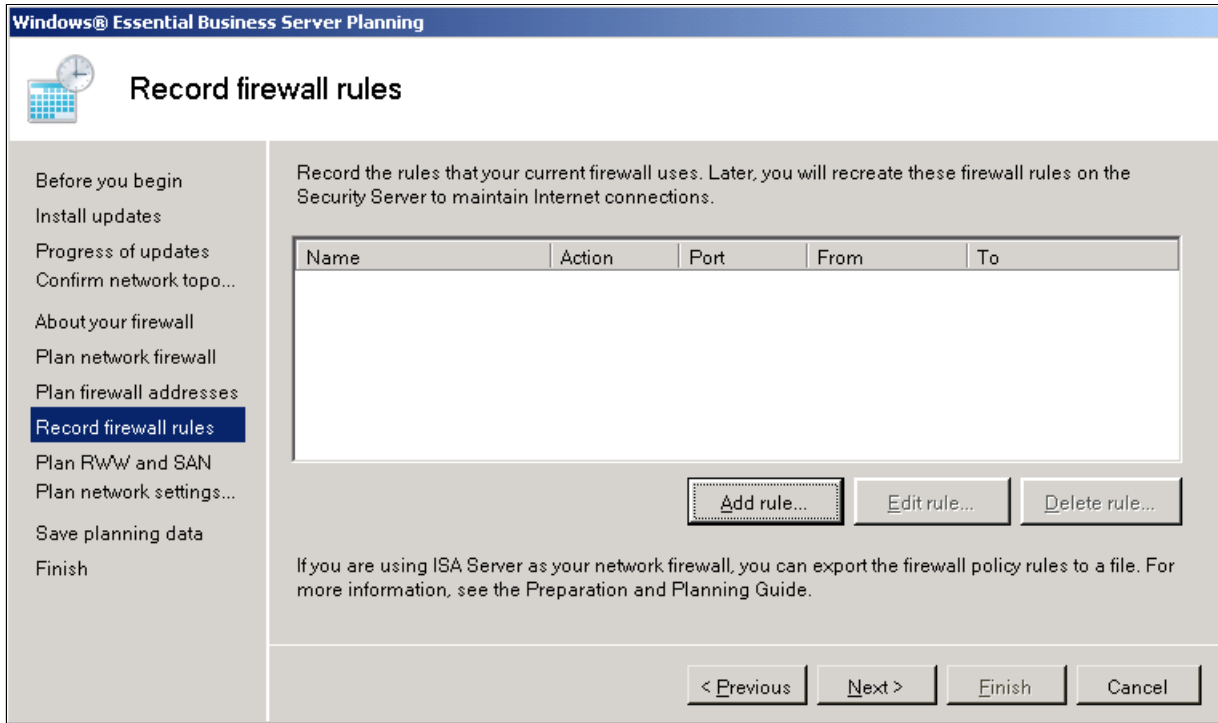 Windows® Essential Business Server Planning
Record firewall rules
Before you begin
Install updates
Progress of updates
Confirm network topo...
About your firewall
Plan network firewall
Plan firewall addresses
Record firewall rules
Plan RWW and SAN
Plan network settings...
Save planning data
Finish
Record the rules that your current firewall uses. Later, you will recreate these firewall rules on the
Security Server to maintain Internet connections.
Name Action Port From To
Add rule... Edit rule... Delete rule...
If you are using ISA Server as your network firewall, you can export the firewall policy rules to a file. For
more information, see the Preparation and Planning Guide.
< Previous Next > Finish Cancel